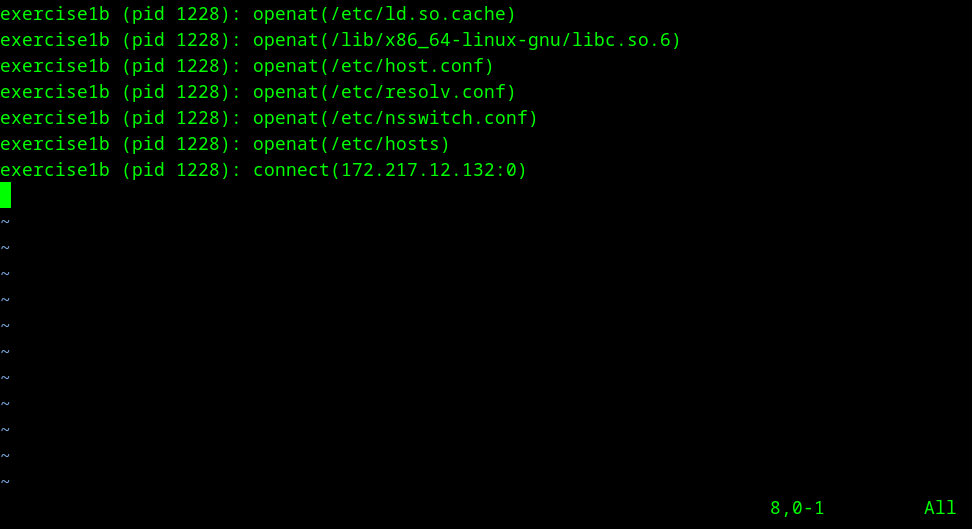 exercise1b (pid 1228): openat(/etc/ld.so.cache)
exercise1b (pid 1228): openat(/lib/x86_64-linux-gnu/libc.so.6)
exercise1b (pid 1228): openat(/etc/host.conf)
exercise1b (pid 1228): openat(/etc/resolv.conf)
exercise1b (pid 1228): openat(/etc/nsswitch.conf)
exercise1b (pid 1228): openat(/etc/hosts)
exercise1b (pid 1228): connect(172.217.12.132:0)
~
~
~
~
~
~
~
~
~
~
~
8,0-1 All